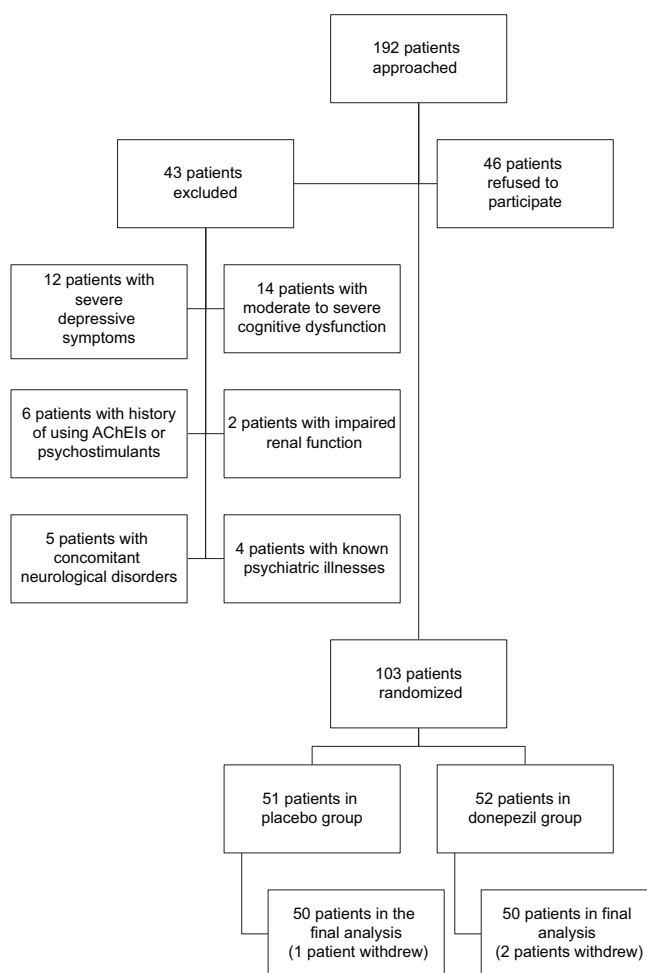 192 patients
approached
43 patients
excluded
46 patients
refused to
participate
12 patients with
severe
depressive
symptoms
14 patients with
moderate to severe
cognitive dysfunction
6 patients with history
of using AChEIs or
psychostimulants
2 patients with impaired
renal function
5 patients with
concomitant
neurological disorders
4 patients with known
psychiatric illnesses
103 patients
randomized
51 patients in
placebo group
52 patients in
donepezil group
50 patients in the
final analysis
(1 patient withdrew)
50 patients in final
analysis
(2 patients withdrew)